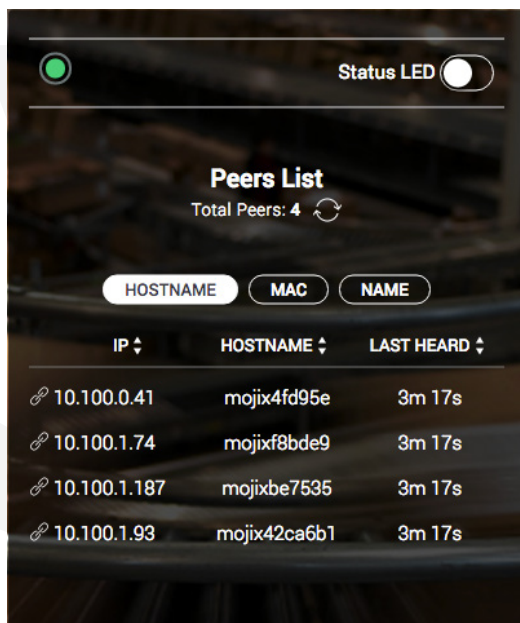 Status LED
Peers List
Total Peers: 4
HOSTNAME MAC NAME
IP HOSTNAME LAST HEARD
10.100.0.41 mojix4fd95e 3m 17s
10.100.1.74 mojixf8bde9 3m 17s
10.100.1.187 mojixbe7535 3m 17s
10.100.1.93 mojix42ca6b1 3m 17s